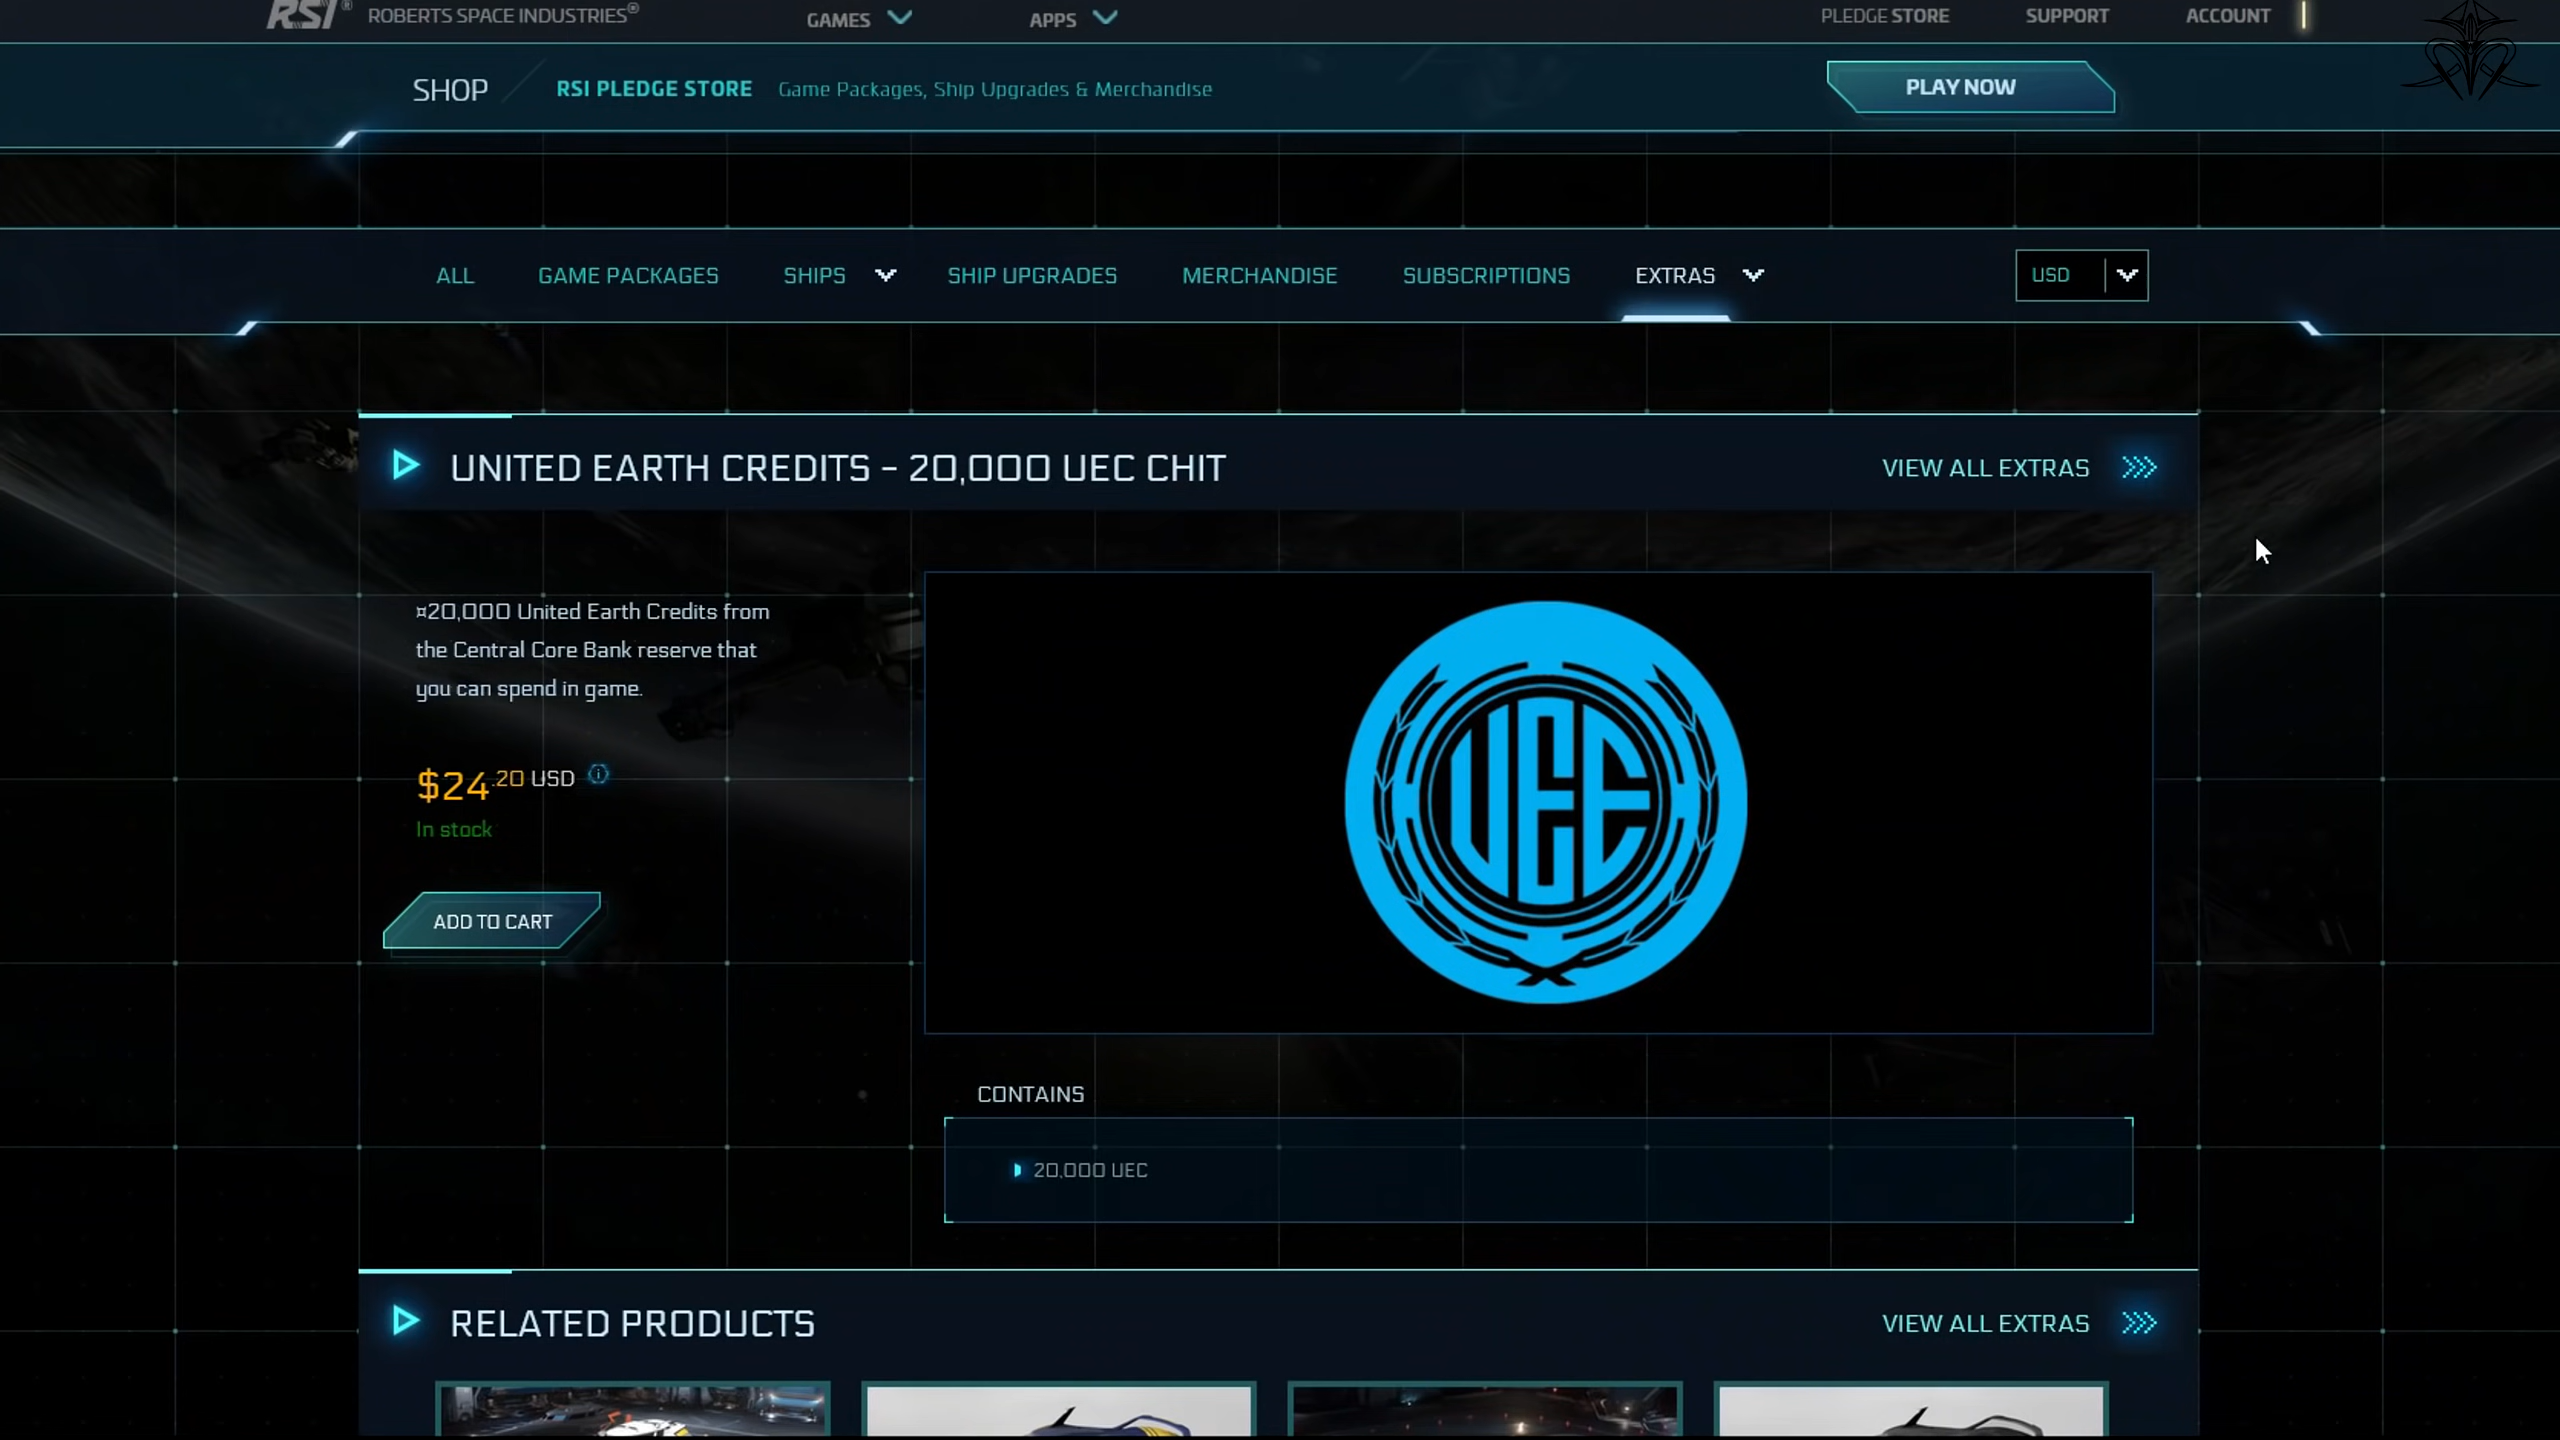 RSI® ROBERTS SPACE INDUSTRIES® GAMES APPS PLEDGE STORE SUPPORT ACCOUNT
SHOP RSI PLEDGE STORE Game Packages, Ship Upgrades & Merchandise PLAY NOW
ALL GAME PACKAGES SHIPS SHIP UPGRADES MERCHANDISE SUBSCRIPTIONS EXTRAS USD
UNITED EARTH CREDITS - 20,000 UEC CHIT VIEW ALL EXTRAS
¤20,000 United Earth Credits from
the Central Core Bank reserve that
you can spend in game.
$24.20 USD
In stock
ADD TO CART
UEE
CONTAINS
20,000 UEC
RELATED PRODUCTS VIEW ALL EXTRAS